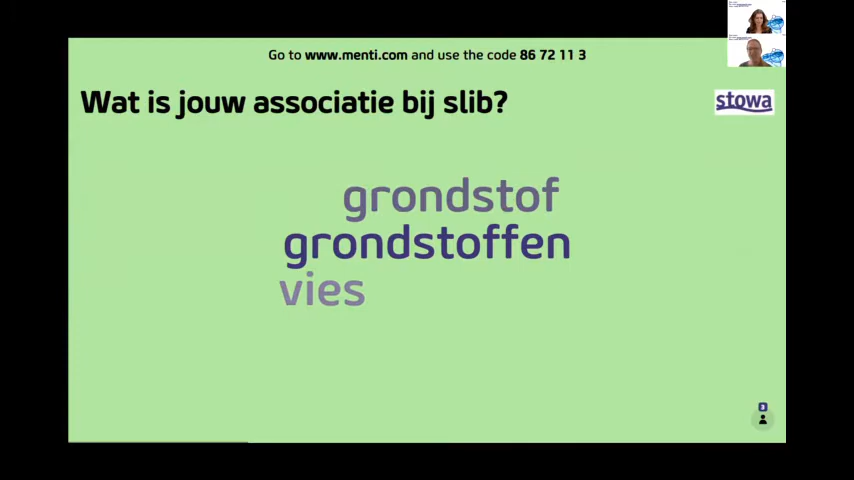 Go to www.menti.com and use the code 86 72 11 3
Wat is jouw associatie bij slib?
stowa
grondstof
grondstoffen
vies
3